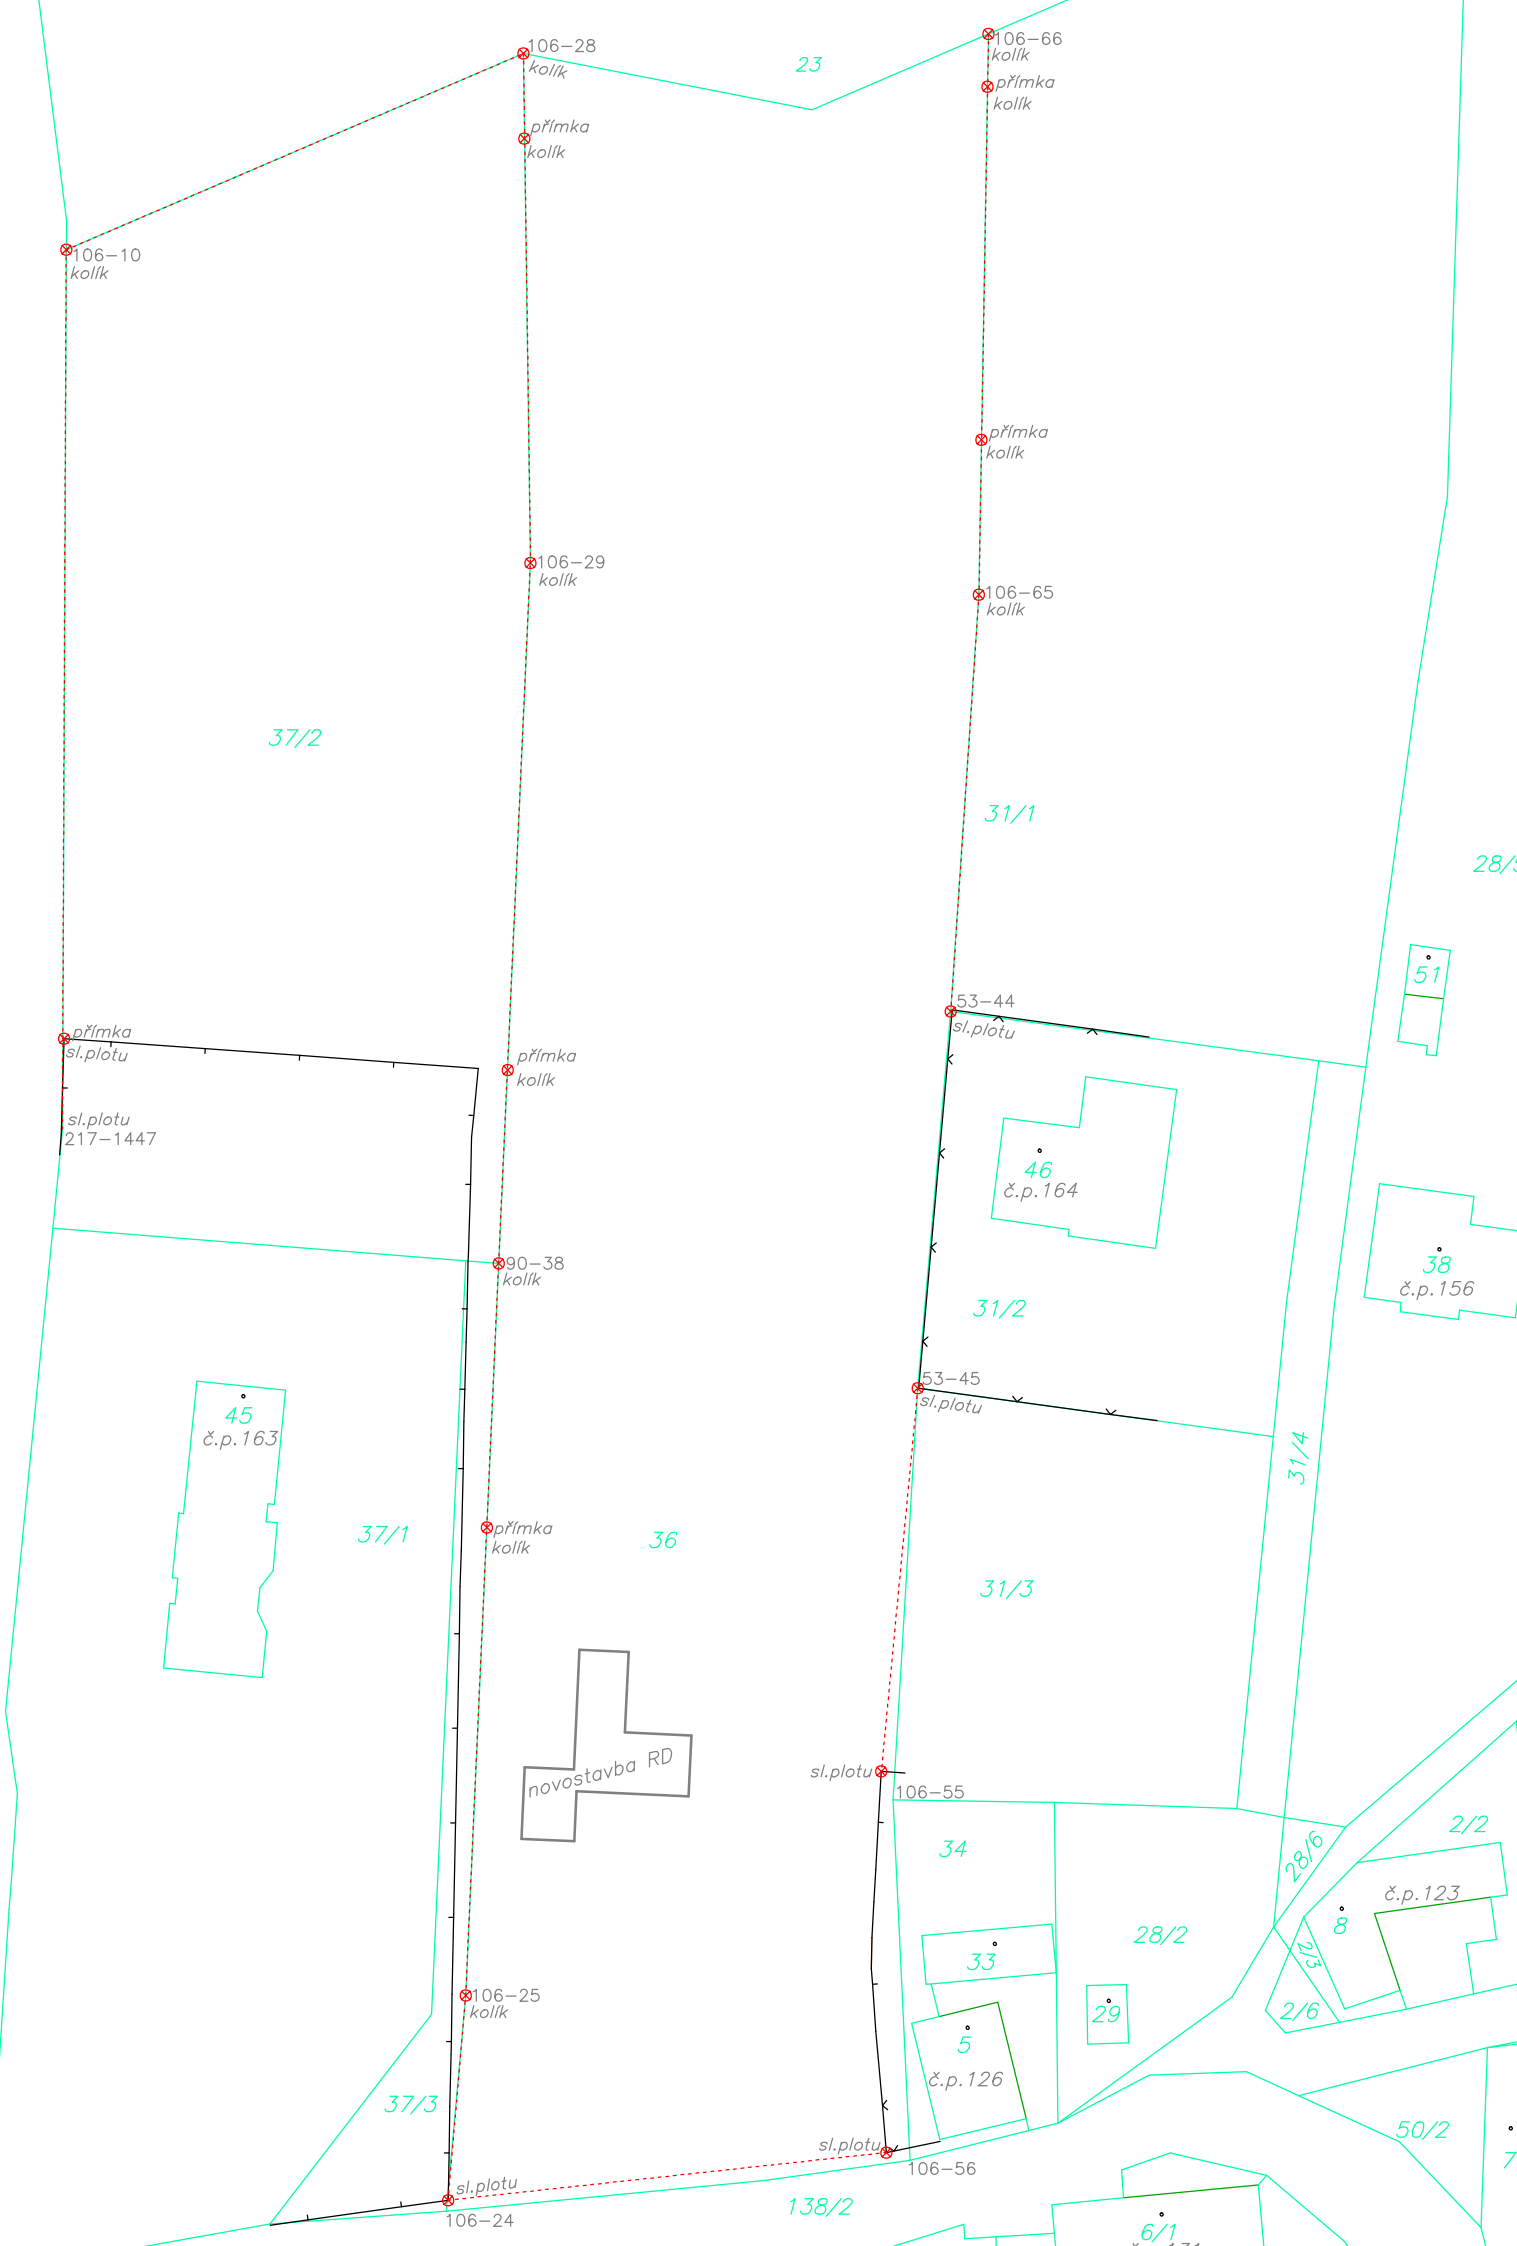 106-28
kolík
23
106-66
kolík
přímka
kolík
přímka
kolík
106-10
kolík
přímka
kolík
106-29
kolík
106-65
kolík
37/2
31/1
53-44
sl.plotu
51
přímka
sl.plotu
přímka
kolík
sl.plotu
217-1447
46
č.p.164
90-38
kolík
38
č.p.156
31/2
53-45
sl.plotu
45
č.p.163
31/4
přímka
kolík
37/1
36
31/3
novostavba RD
sl.plotu
106-55
34
2/2
28/6
č.p.123
8
28/2
33
2/3
106-25
kolík
29
2/6
5
č.p.126
37/3
50/2
sl.plotu
106-56
7
sl.plotu
106-24
138/2
6/1